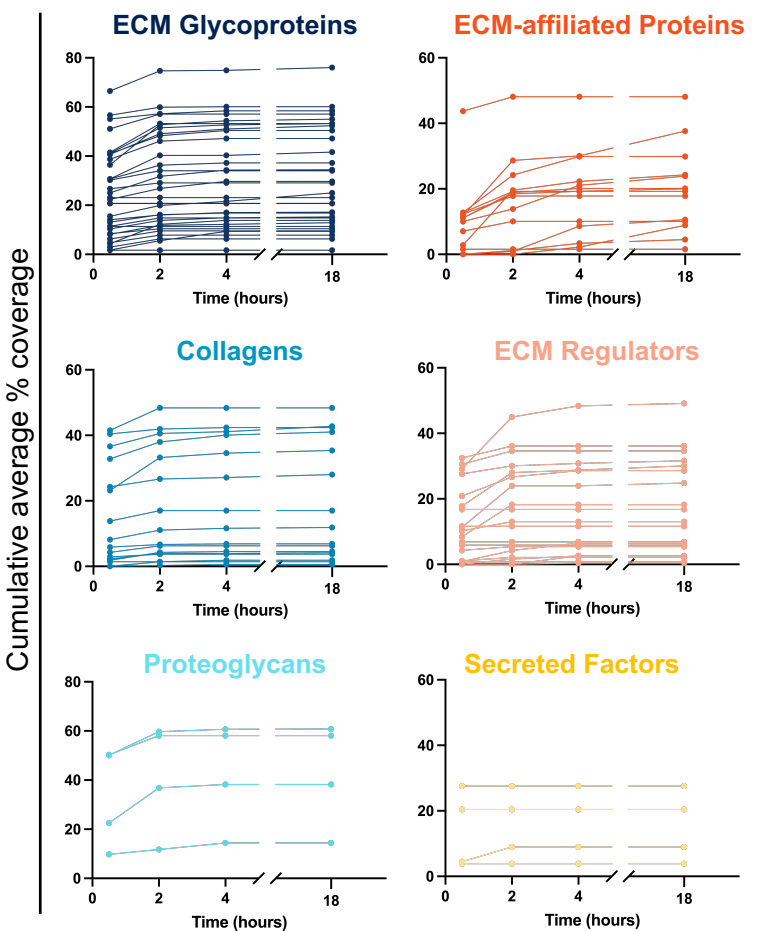 Cumulative average % coverage
ECM Glycoproteins
80
60
40
20
0
0 2 4 18
Time (hours)
ECM-affiliated Proteins
60
40
20
0
0 2 4 18
Time (hours)
Collagens
60
40
20
0
0 2 4 18
Time (hours)
ECM Regulators
60
40
20
0
0 2 4 18
Time (hours)
Proteoglycans
80
60
40
20
0
0 2 4 18
Time (hours)
Secreted Factors
60
40
20
0
0 2 4 18
Time (hours)